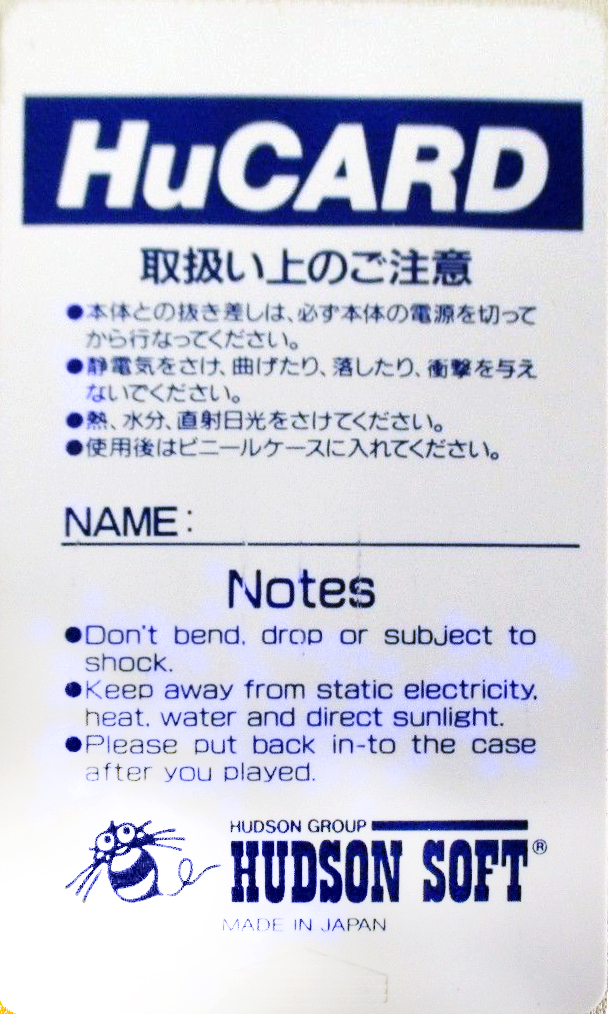 HuCARD
取扱い上のご注意
●本体との抜き差しは、必ず本体の電源を切って
から行なってください。
●静電気をさけ、曲げたり、落したり、衝撃を与え
ないでください。
●熱、水分、直射日光をさけてください。
●使用後はビニールケースに入れてください。
NAME:
Notes
●Don't bend, drop or subject to
shock.
●Keep away from static electricity,
heat, water and direct sunlight.
●Please put back in-to the case
after you played.
HUDSON GROUP
HUDSON SOFT®
MADE IN JAPAN